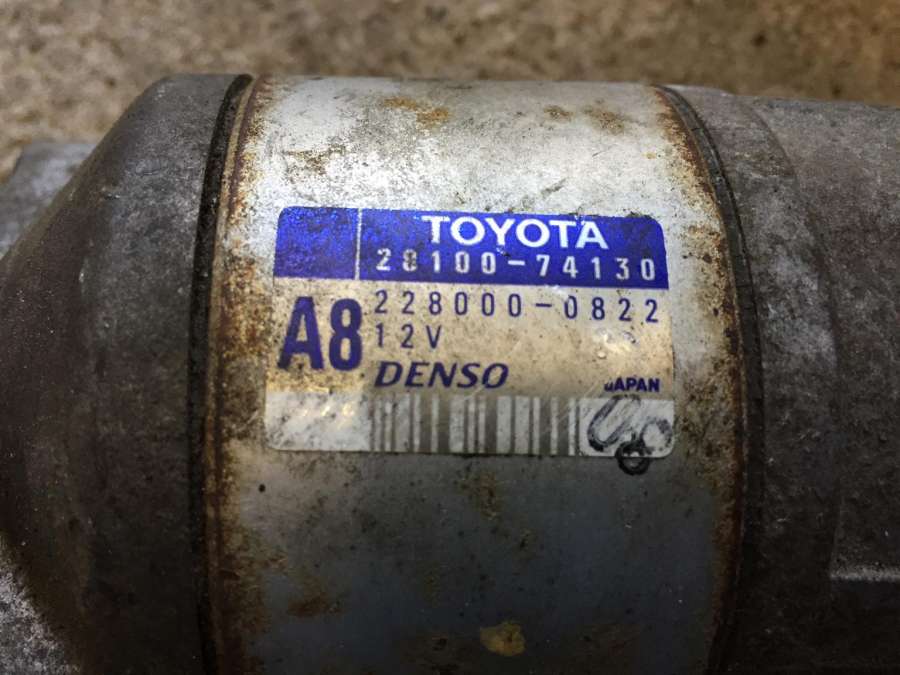 TOYOTA
28100-74130
A8
228000-0822
12V
DENSO
JAPAN